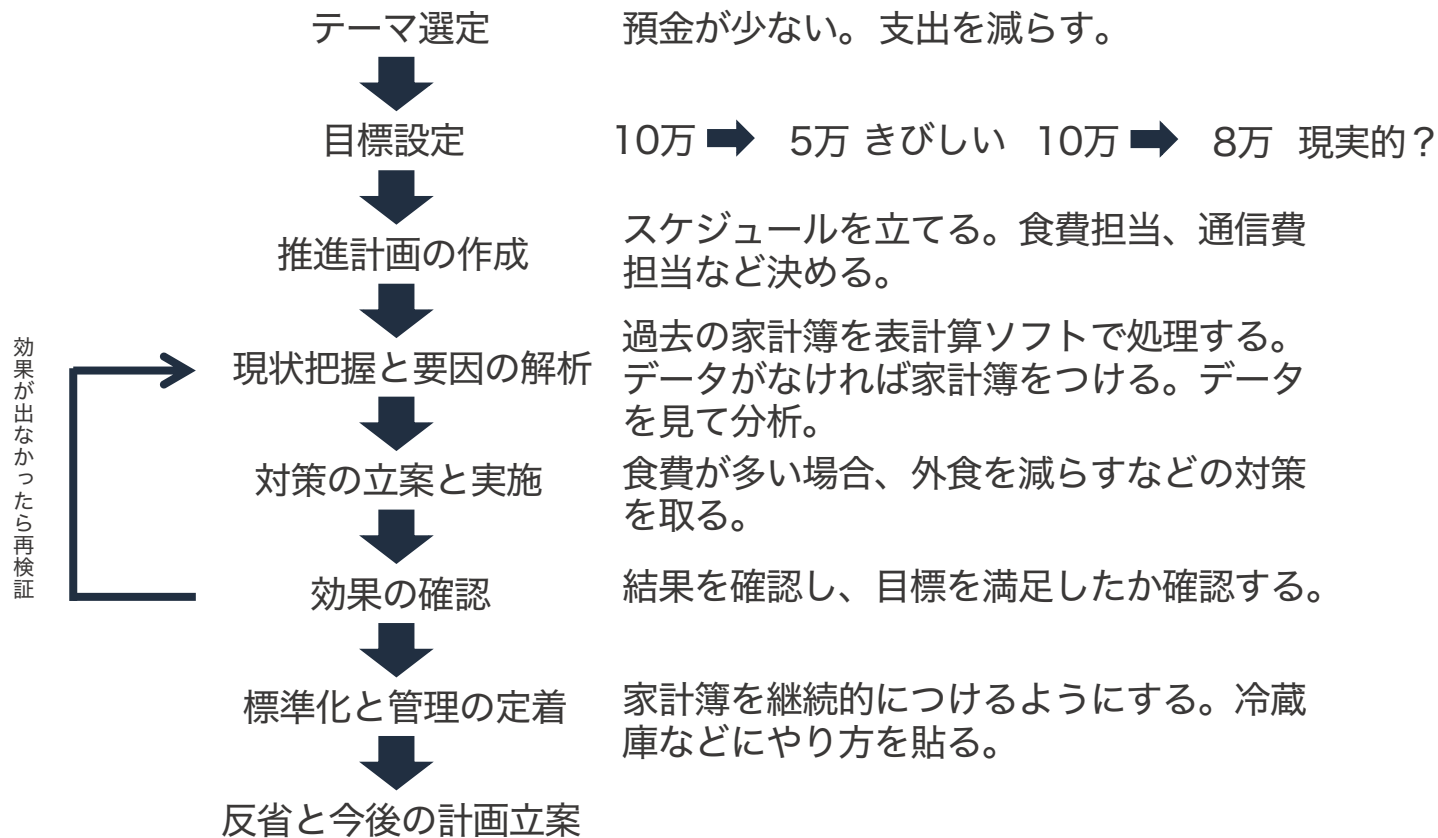 テーマ選定
預金が少ない。支出を減らす。
目標設定
10万 5万 きびしい 10万 8万 現実的？
推進計画の作成
スケジュールを立てる。食費担当、通信費
担当など決める。
効果が出なかったら再検証
現状把握と要因の解析
過去の家計簿を表計算ソフトで処理する。
データがなければ家計簿をつける。データ
を見て分析。
対策の立案と実施
食費が多い場合、外食を減らすなどの対策
を取る。
効果の確認
結果を確認し、目標を満足したか確認する。
標準化と管理の定着
家計簿を継続的につけるようにする。冷蔵
庫などにやり方を貼る。
反省と今後の計画立案